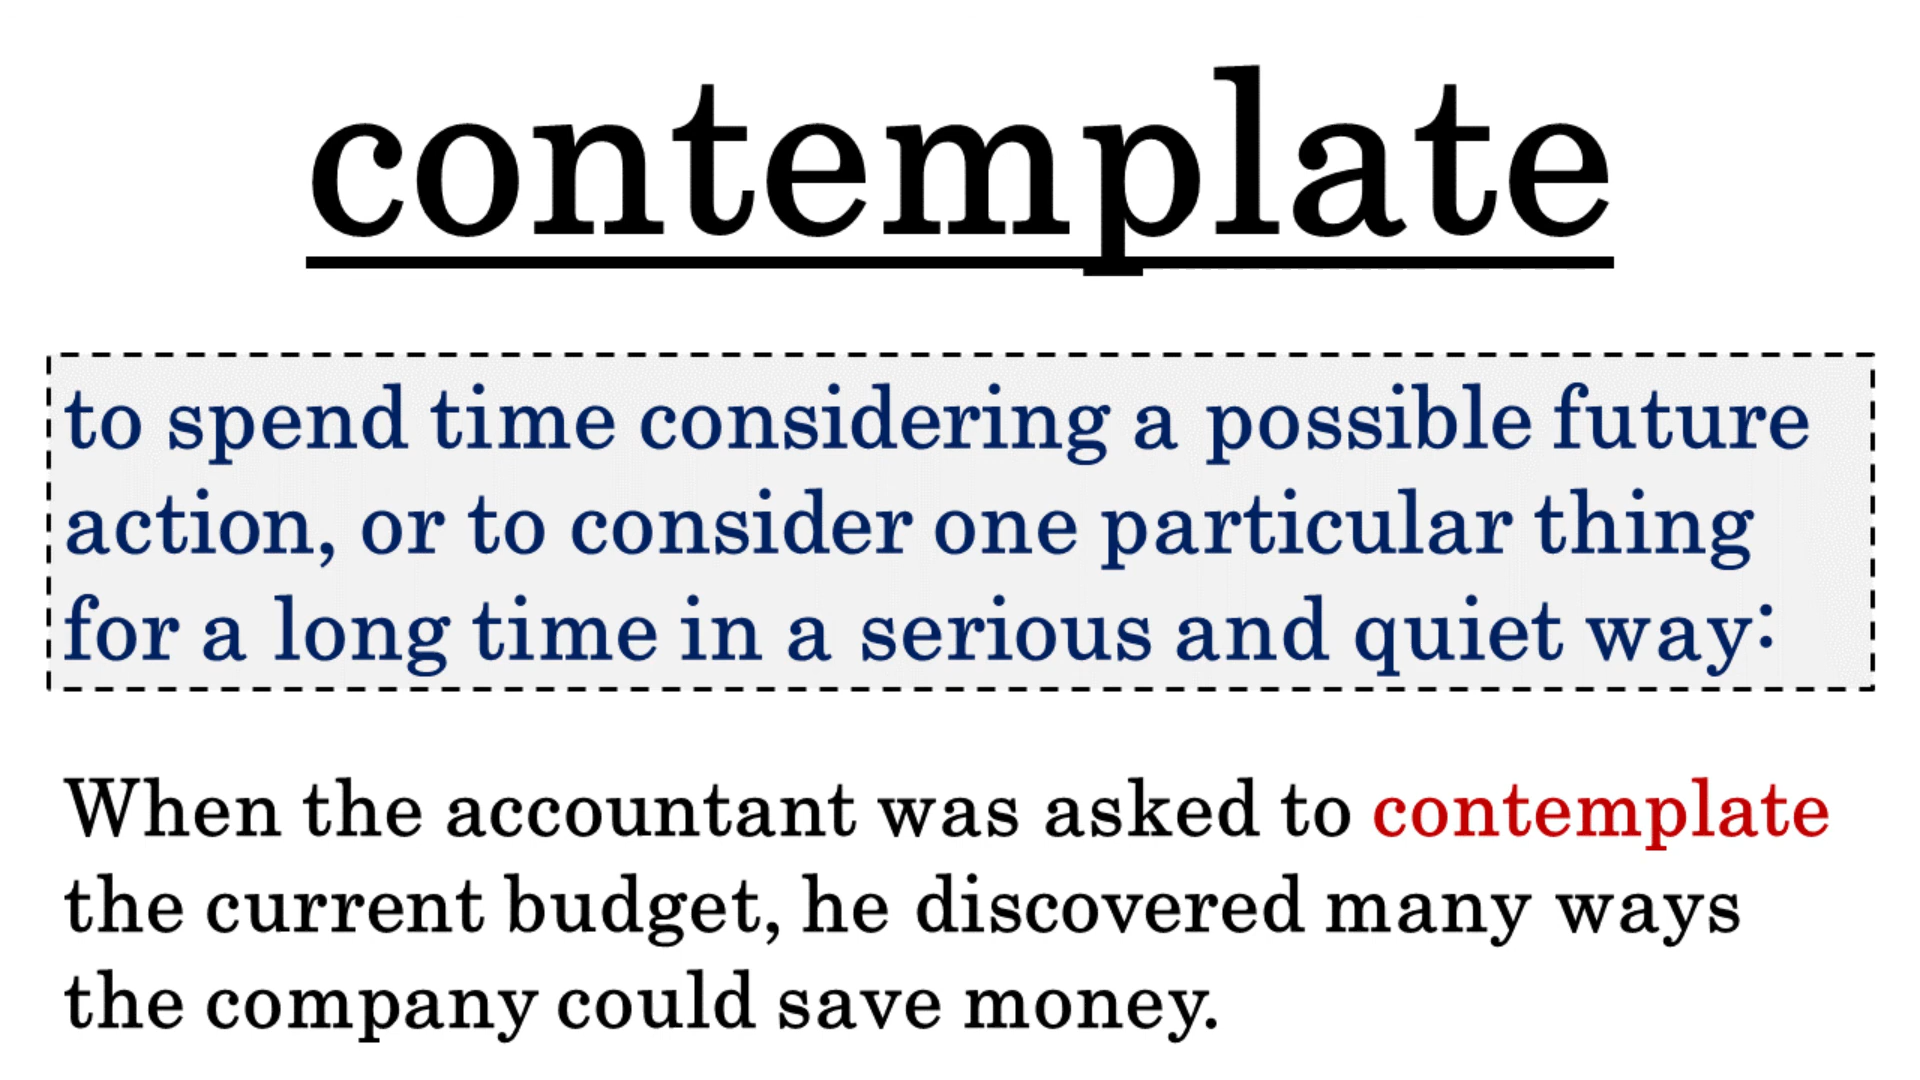 contemplate
to spend time considering a possible future
action, or to consider one particular thing
for a long time in a serious and quiet way:
When the accountant was asked to contemplate
the current budget, he discovered many ways
the company could save money.